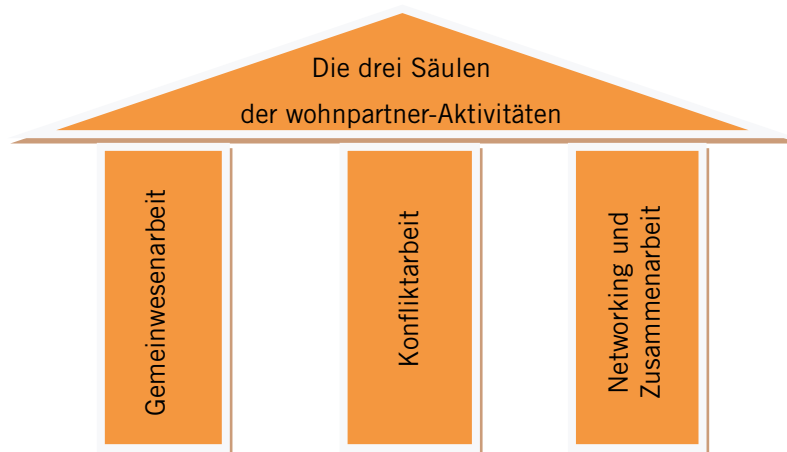 Die drei Säulen
der wohnpartner-Aktivitäten
Gemeinwesenarbeit
Konfliktarbeit
Networking und
Zusammenarbeit